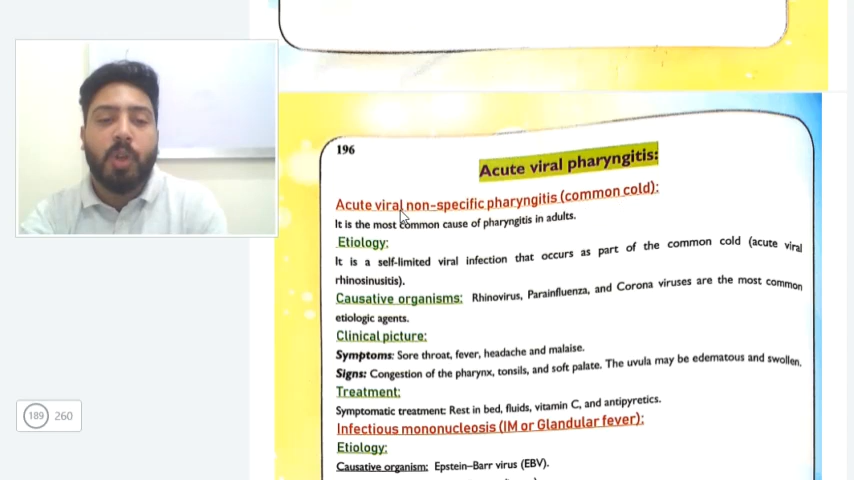 196
Acute viral pharyngitis:
Acute viral non-specific pharyngitis (common cold):
It is the most common cause of pharyngitis in adults.
Etiology:
It is a self-limited viral infection that occurs as part of the common cold (acute viral
rhinosinusitis).
Causative organisms: Rhinovirus, Parainfluenza, and Corona viruses are the most common
etiologic agents.
Clinical picture:
Symptoms: Sore throat, fever, headache and malaise.
Signs: Congestion of the pharynx, tonsils, and soft palate. The uvula may be edematous and swollen.
Treatment:
Symptomatic treatment: Rest in bed, fluids, vitamin C, and antipyretics.
Infectious mononucleosis (IM or Glandular fever):
Etiology:
Causative organism: Epstein–Barr virus (EBV).
189 260